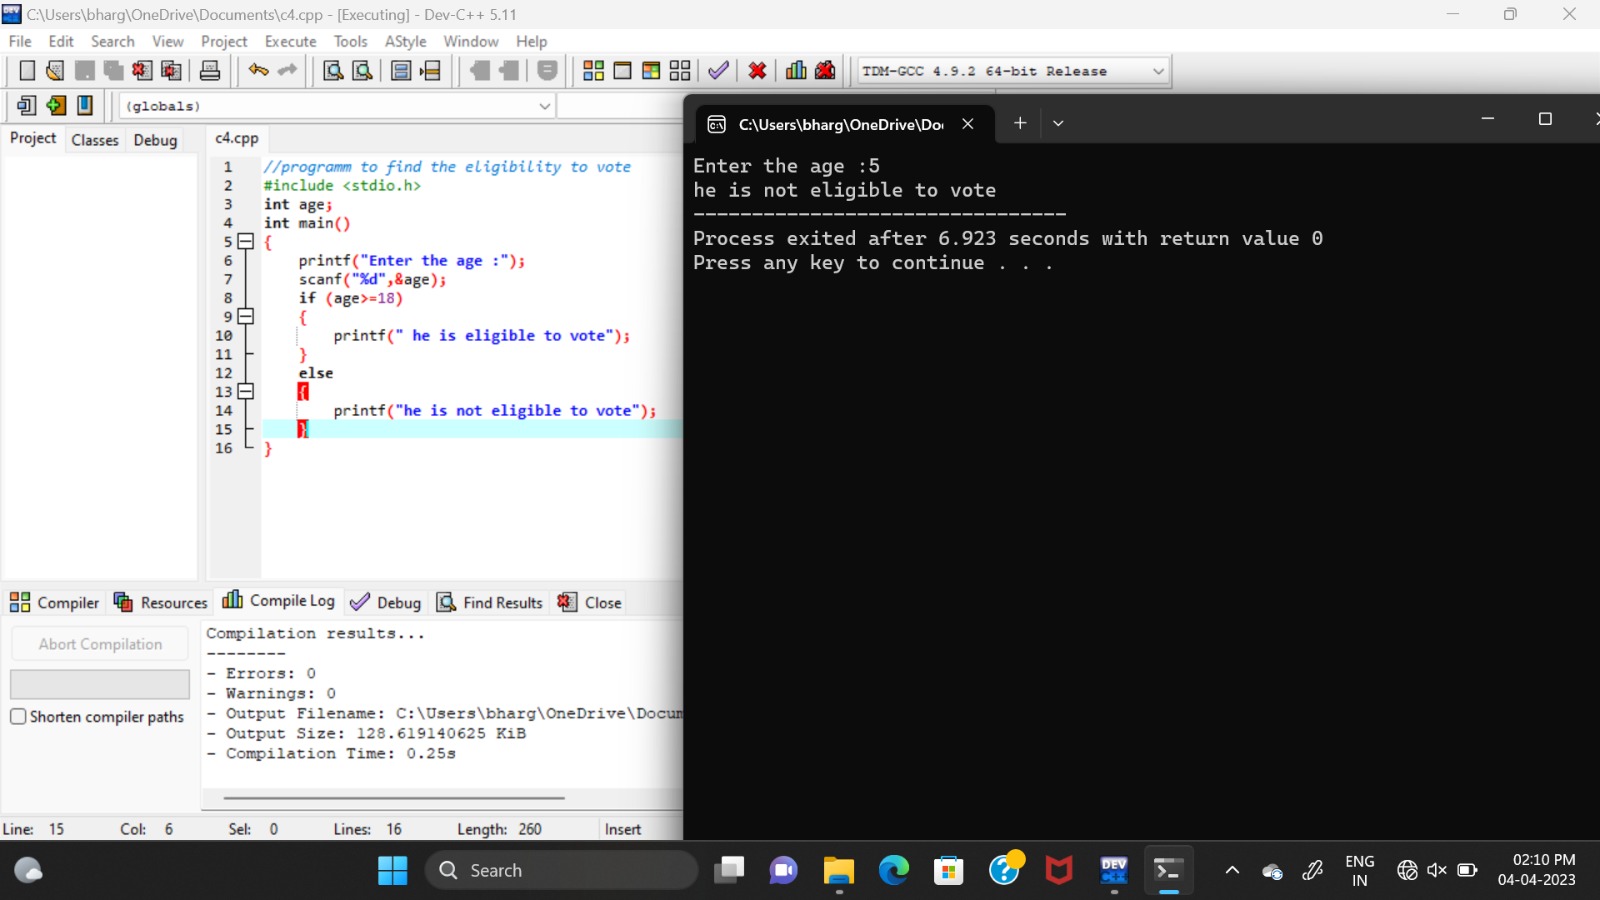 C:\Users\bharg\OneDrive\Documents\c4.cpp - [Executing] - Dev-C++ 5.11
File Edit Search View Project Execute Tools AStyle Window Help
TDM-GCC 4.9.2 64-bit Release
(globals)
Project Classes Debug
c4.cpp
1 //programm to find the eligibility to vote
2 #include <stdio.h>
3 int age;
4 int main()
5 {
6 printf("Enter the age :");
7 scanf("%d",&age);
8 if (age>=18)
9 {
10 printf(" he is eligible to vote");
11 }
12 else
13 {
14 printf("he is not eligible to vote");
15 }
16 }
C:\Users\bharg\OneDrive\Do
Enter the age :5
he is not eligible to vote
--------------------------------
Process exited after 6.923 seconds with return value 0
Press any key to continue . . .
Compiler Resources Compile Log Debug Find Results Close
Abort Compilation
Shorten compiler paths
Compilation results...
--------
- Errors: 0
- Warnings: 0
- Output Filename: C:\Users\bharg\OneDrive\Docum
- Output Size: 128.619140625 KiB
- Compilation Time: 0.25s
Line: 15 Col: 6 Sel: 0 Lines: 16 Length: 260 Insert
Search
DEV C++
ENG
IN
02:10 PM
04-04-2023